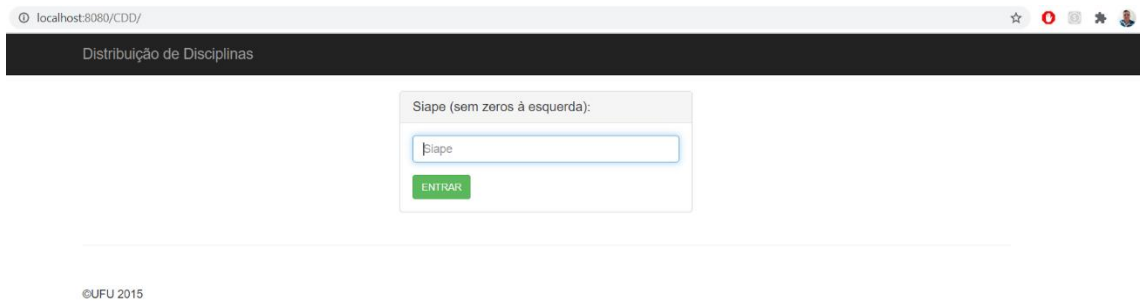 localhost:8080/CDD/
Distribuição de Disciplinas
Siape (sem zeros à esquerda):
Siape
ENTRAR
©UFU 2015